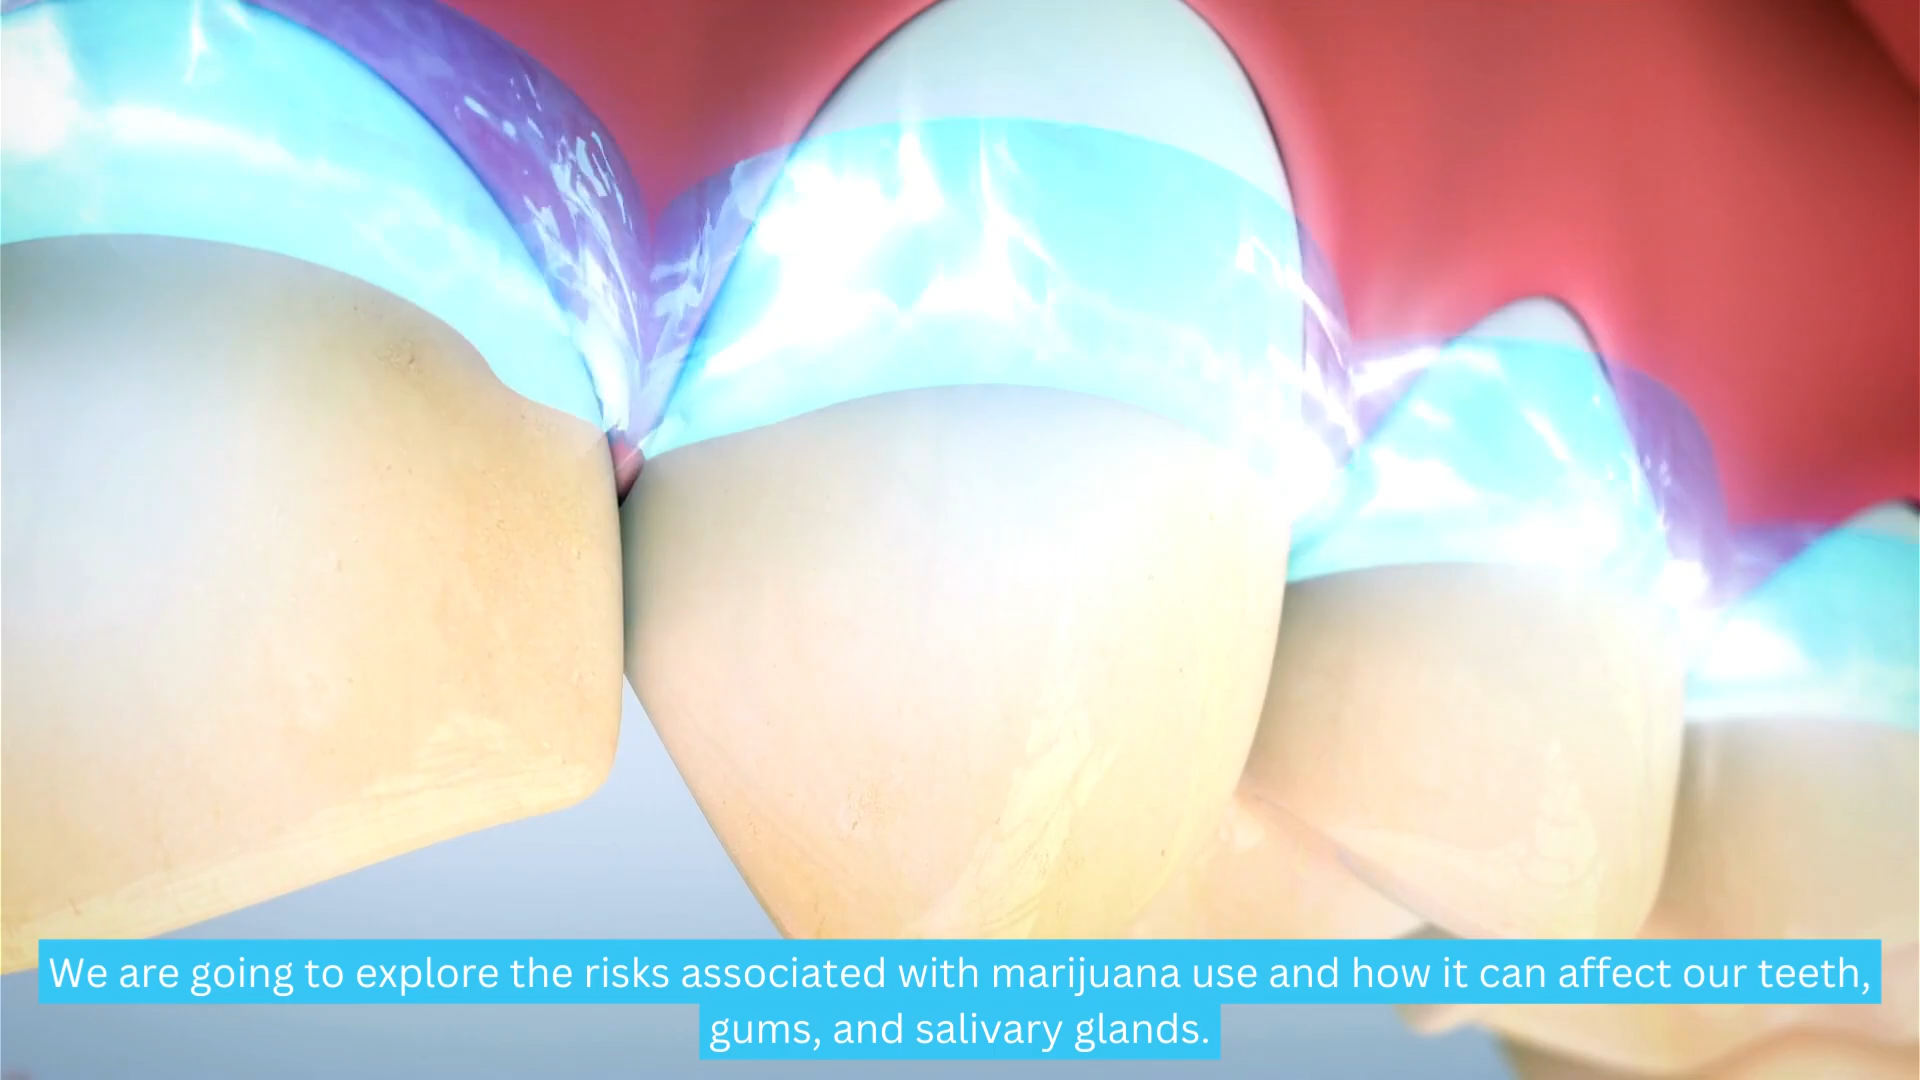 We are going to explore the risks associated with marijuana use and how it can affect our teeth,
gums, and salivary glands.